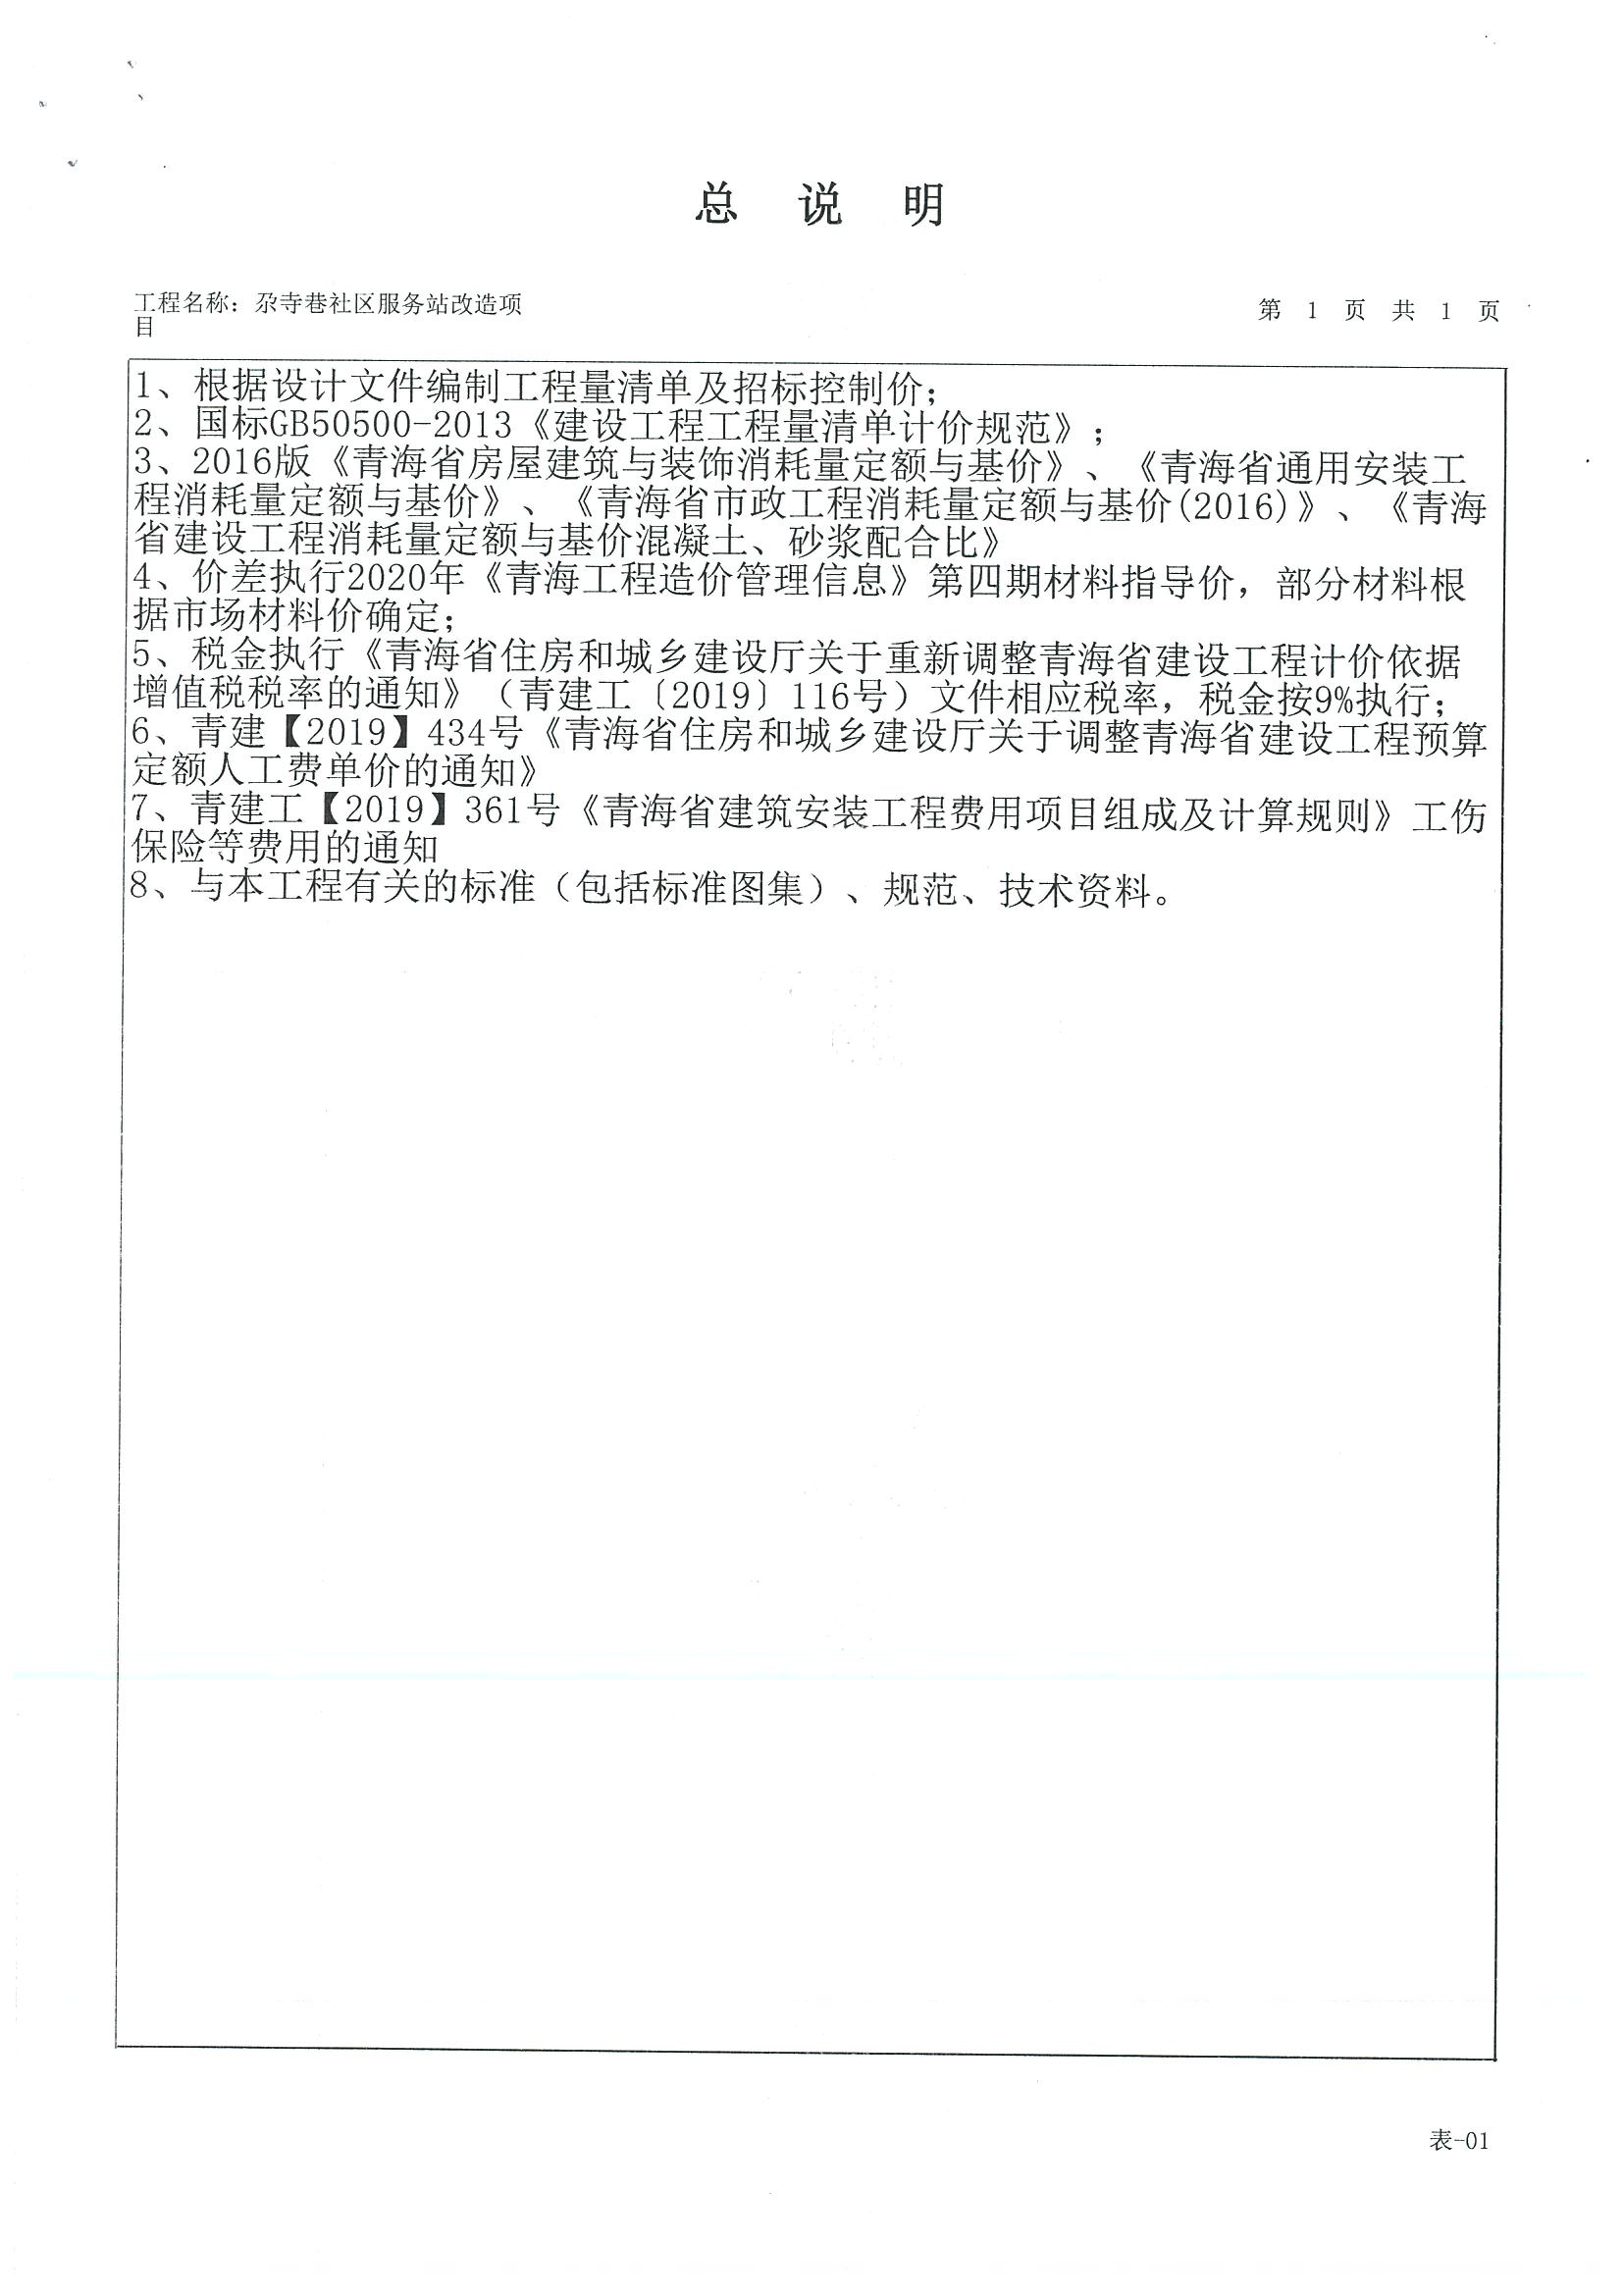 总 说 明
工程名称：尕寺巷社区服务站改造项
目
第 1 页 共 1 页
1、根据设计文件编制工程量清单及招标控制价；
2、国标GB50500-2013《建设工程工程量清单计价规范》；
3、2016版《青海省房屋建筑与装饰消耗量定额与基价》、《青海省通用安装工
程消耗量定额与基价》、《青海省市政工程消耗量定额与基价(2016)》、《青海
省建设工程消耗量定额与基价混凝土、砂浆配合比》
4、价差执行2020年《青海工程造价管理信息》第四期材料指导价，部分材料根
据市场材料价确定；
5、税金执行《青海省住房和城乡建设厅关于重新调整青海省建设工程计价依据
增值税税率的通知》（青建工〔2019〕116号）文件相应税率，税金按9%执行；
6、青建【2019】434号《青海省住房和城乡建设厅关于调整青海省建设工程预算
定额人工费单价的通知》
7、青建工【2019】361号《青海省建筑安装工程费用项目组成及计算规则》工伤
保险等费用的通知
8、与本工程有关的标准（包括标准图集）、规范、技术资料。
表-01